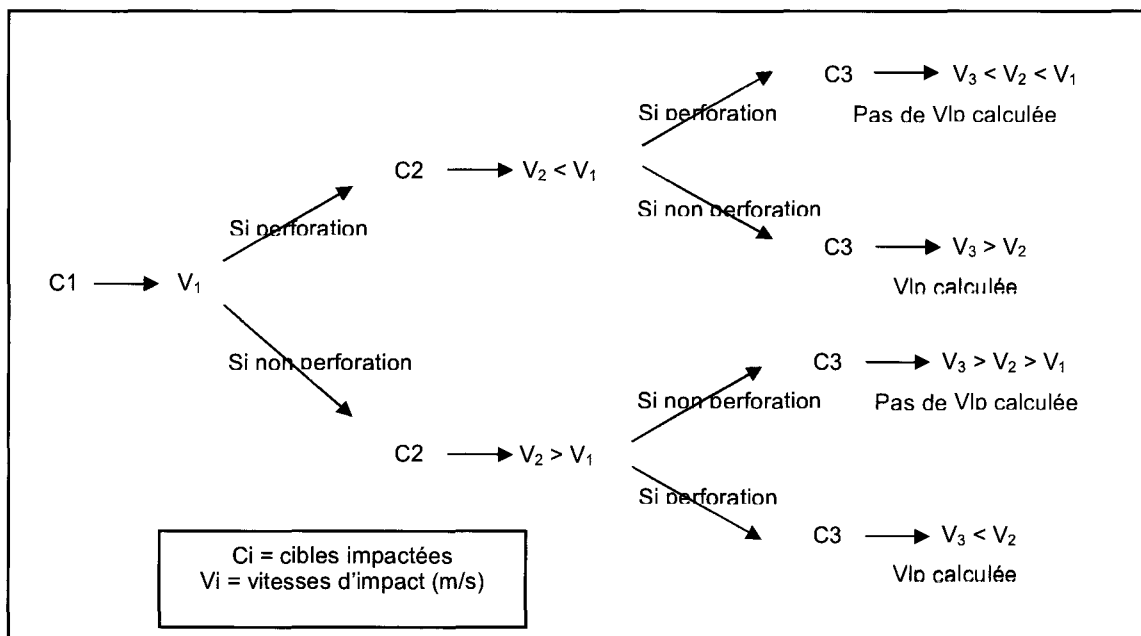 C3 → V₃ < V₂ < V₁
Si perforation
Pas de Vlp calculée
C2 → V₂ < V₁
Si non perforation
Si perforation
C3 → V₃ > V₂
C1 → V₁
Vlp calculée
Si non perforation
C3 → V₃ > V₂ > V₁
Si non perforation
Pas de Vlp calculée
C2 → V₂ > V₁
Si perforation
C3 → V₃ < V₂
Vlp calculée
Ci = cibles impactées
Vi = vitesses d'impact (m/s)